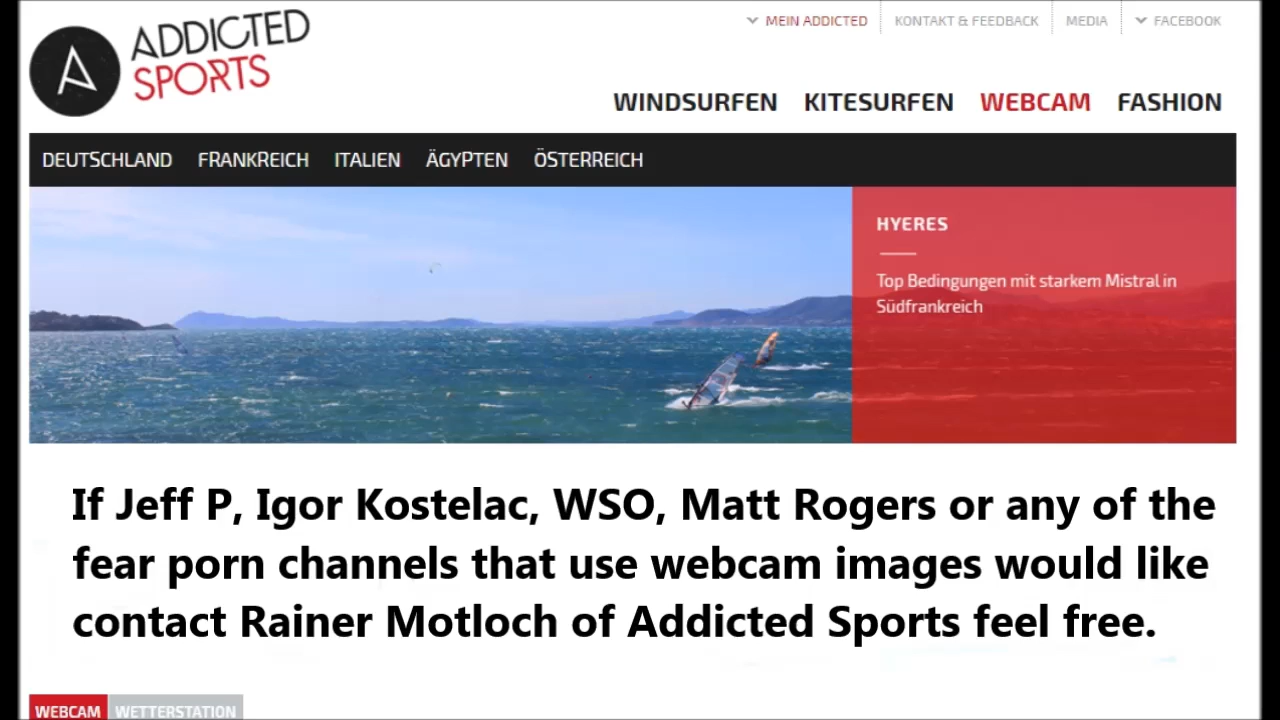 ADDICTED
SPORTS
MEIN ADDICTED
KONTAKT & FEEDBACK
MEDIA
FACEBOOK
WINDSURFEN
KITESURFEN
WEBCAM
FASHION
DEUTSCHLAND
FRANKREICH
ITALIEN
ÄGYPTEN
ÖSTERREICH
HYERES
Top Bedingungen mit starkem Mistral in
Südfrankreich
If Jeff P, Igor Kostelac, WSO, Matt Rogers or any of the
fear porn channels that use webcam images would like
contact Rainer Motloch of Addicted Sports feel free.
WEBCAM
WETTERSTATION